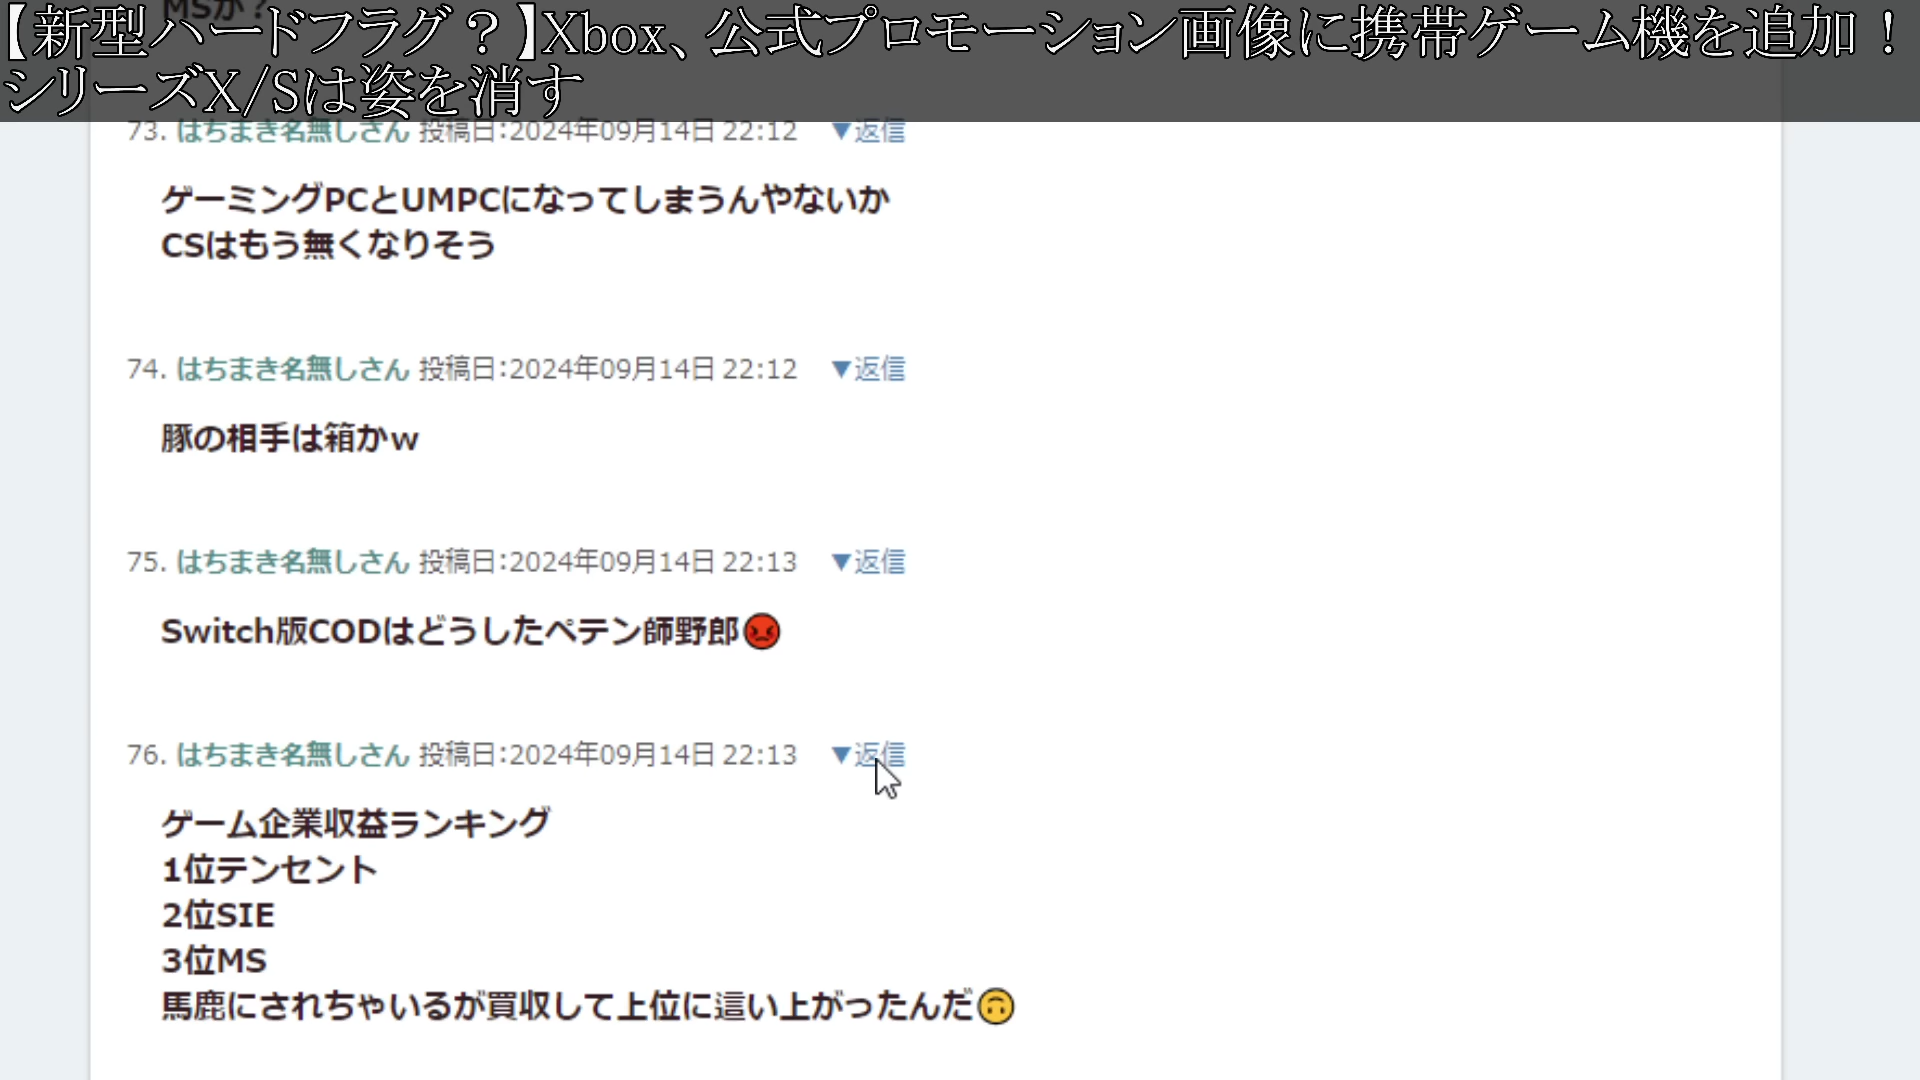 MSか？
【新型ハードフラグ？】Xbox、公式プロモーション画像に携帯ゲーム機を追加！
シリーズX/Sは姿を消す
73. はちまき名無しさん 投稿日:2024年09月14日 22:12 ▼返信
ゲーミングPCとUMPCになってしまうんやないか
CSはもう無くなりそう
74. はちまき名無しさん 投稿日:2024年09月14日 22:12 ▼返信
豚の相手は箱かｗ
75. はちまき名無しさん 投稿日:2024年09月14日 22:13 ▼返信
Switch版CODはどうしたペテン師野郎😡
76. はちまき名無しさん 投稿日:2024年09月14日 22:13 ▼返信
ゲーム企業収益ランキング
1位テンセント
2位SIE
3位MS
馬鹿にされちゃいるが買収して上位に這い上がったんだ🙃